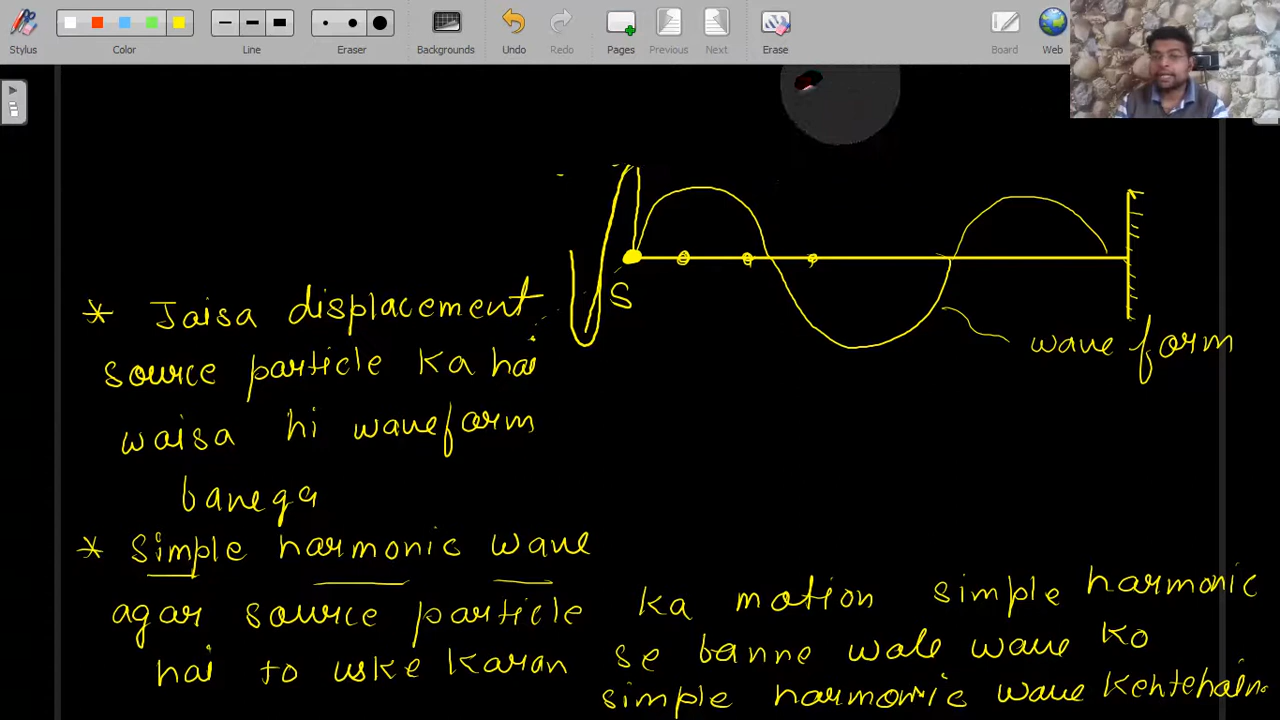 Stylus
Color
Line
Eraser
Backgrounds
Undo
Redo
Pages
Previous
Next
Erase
Board
Web
S
wave form
* Jaisa displacement
source particle ka hai
waisa hi waveform
banega
* Simple harmonic wave
agar source particle ka motion simple harmonic
hai to uske karan se banne wale wave ko
simple harmonic wave kehtehain